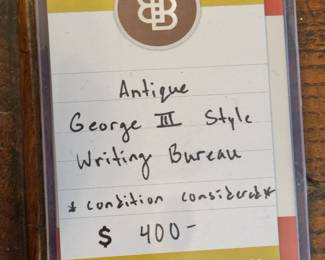 Antique
George III Style
Writing Bureau
* condition considered *
$ 400-